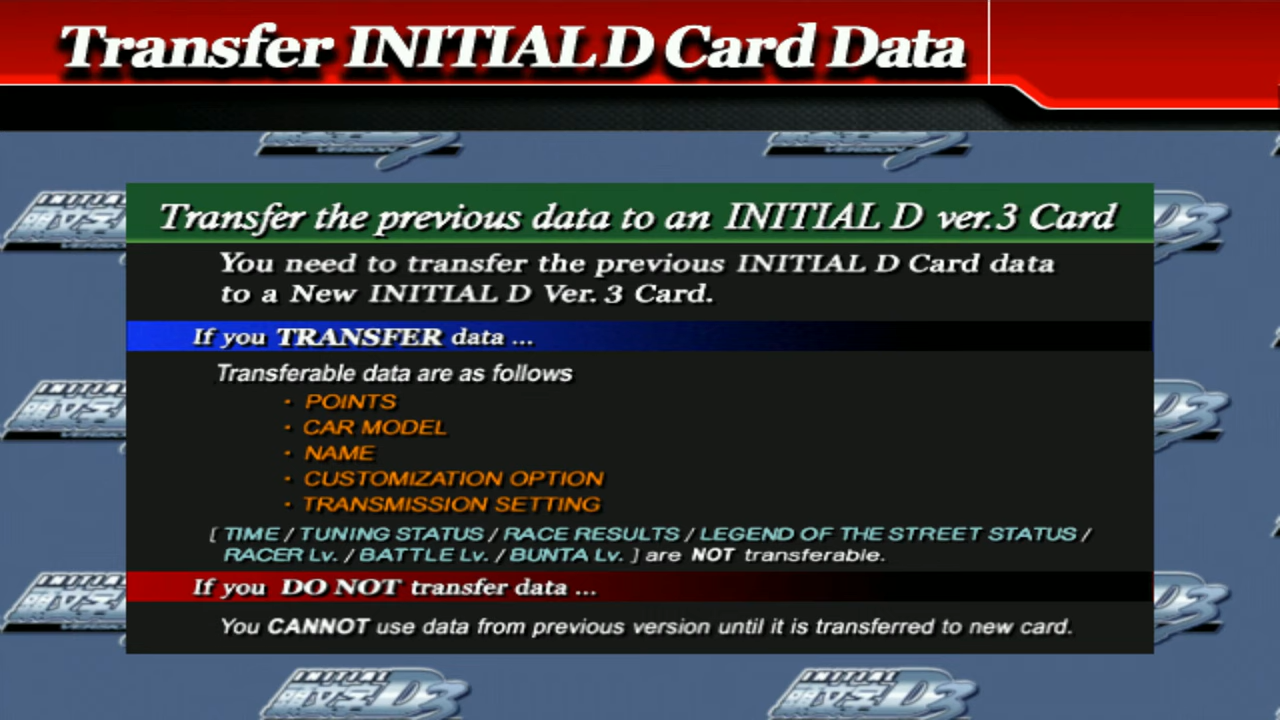 Transfer INITIAL D Card Data
Transfer the previous data to an INITIAL D ver.3 Card
You need to transfer the previous INITIAL D Card data
to a New INITIAL D Ver. 3 Card.
If you TRANSFER data ...
Transferable data are as follows
· POINTS
· CAR MODEL
· NAME
· CUSTOMIZATION OPTION
· TRANSMISSION SETTING
[ TIME / TUNING STATUS / RACE RESULTS / LEGEND OF THE STREET STATUS /
RACER Lv. / BATTLE Lv. / BUNTA Lv. ] are NOT transferable.
If you DO NOT transfer data ...
You CANNOT use data from previous version until it is transferred to new card.
INITIAL
D3
INITIAL
D3